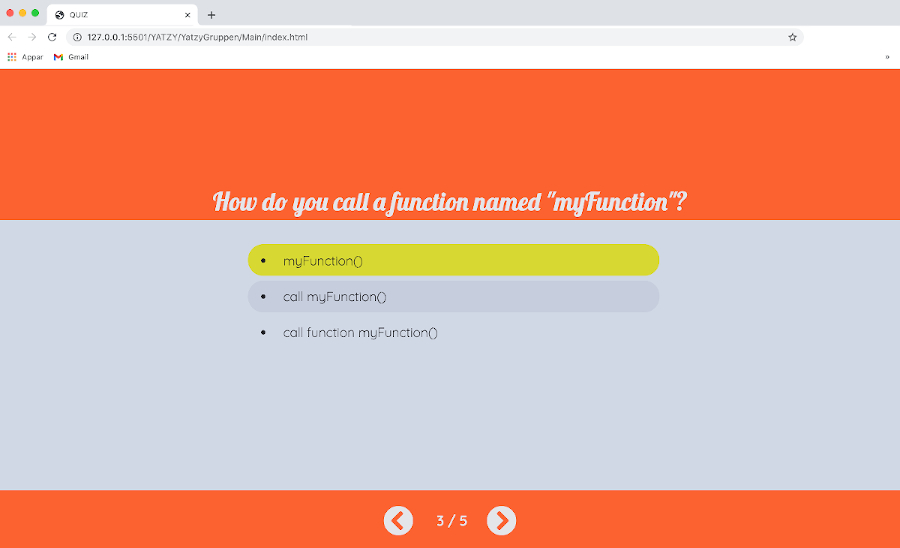 QUIZ
127.0.0.1:5501/YATZY/YatzyGruppen/Main/index.html
Appar Gmail
»
How do you call a function named "myFunction"?
• myFunction()
• call myFunction()
• call function myFunction()
3 / 5